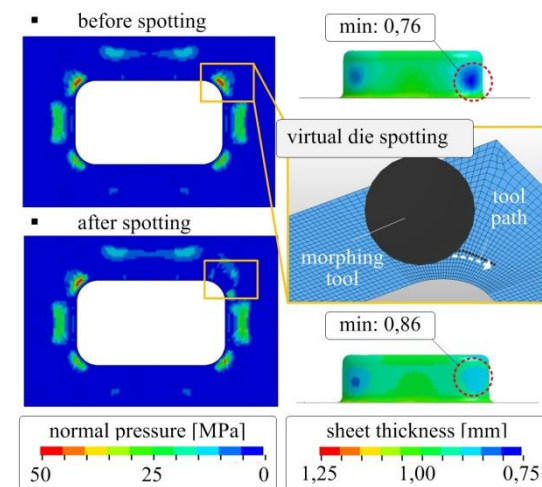 before spotting
min: 0,76
virtual die spotting
after spotting
tool
path
morphing
tool
min: 0,86
normal pressure [MPa]
50
25
0
sheet thickness [mm]
1,25
1,00
0,75